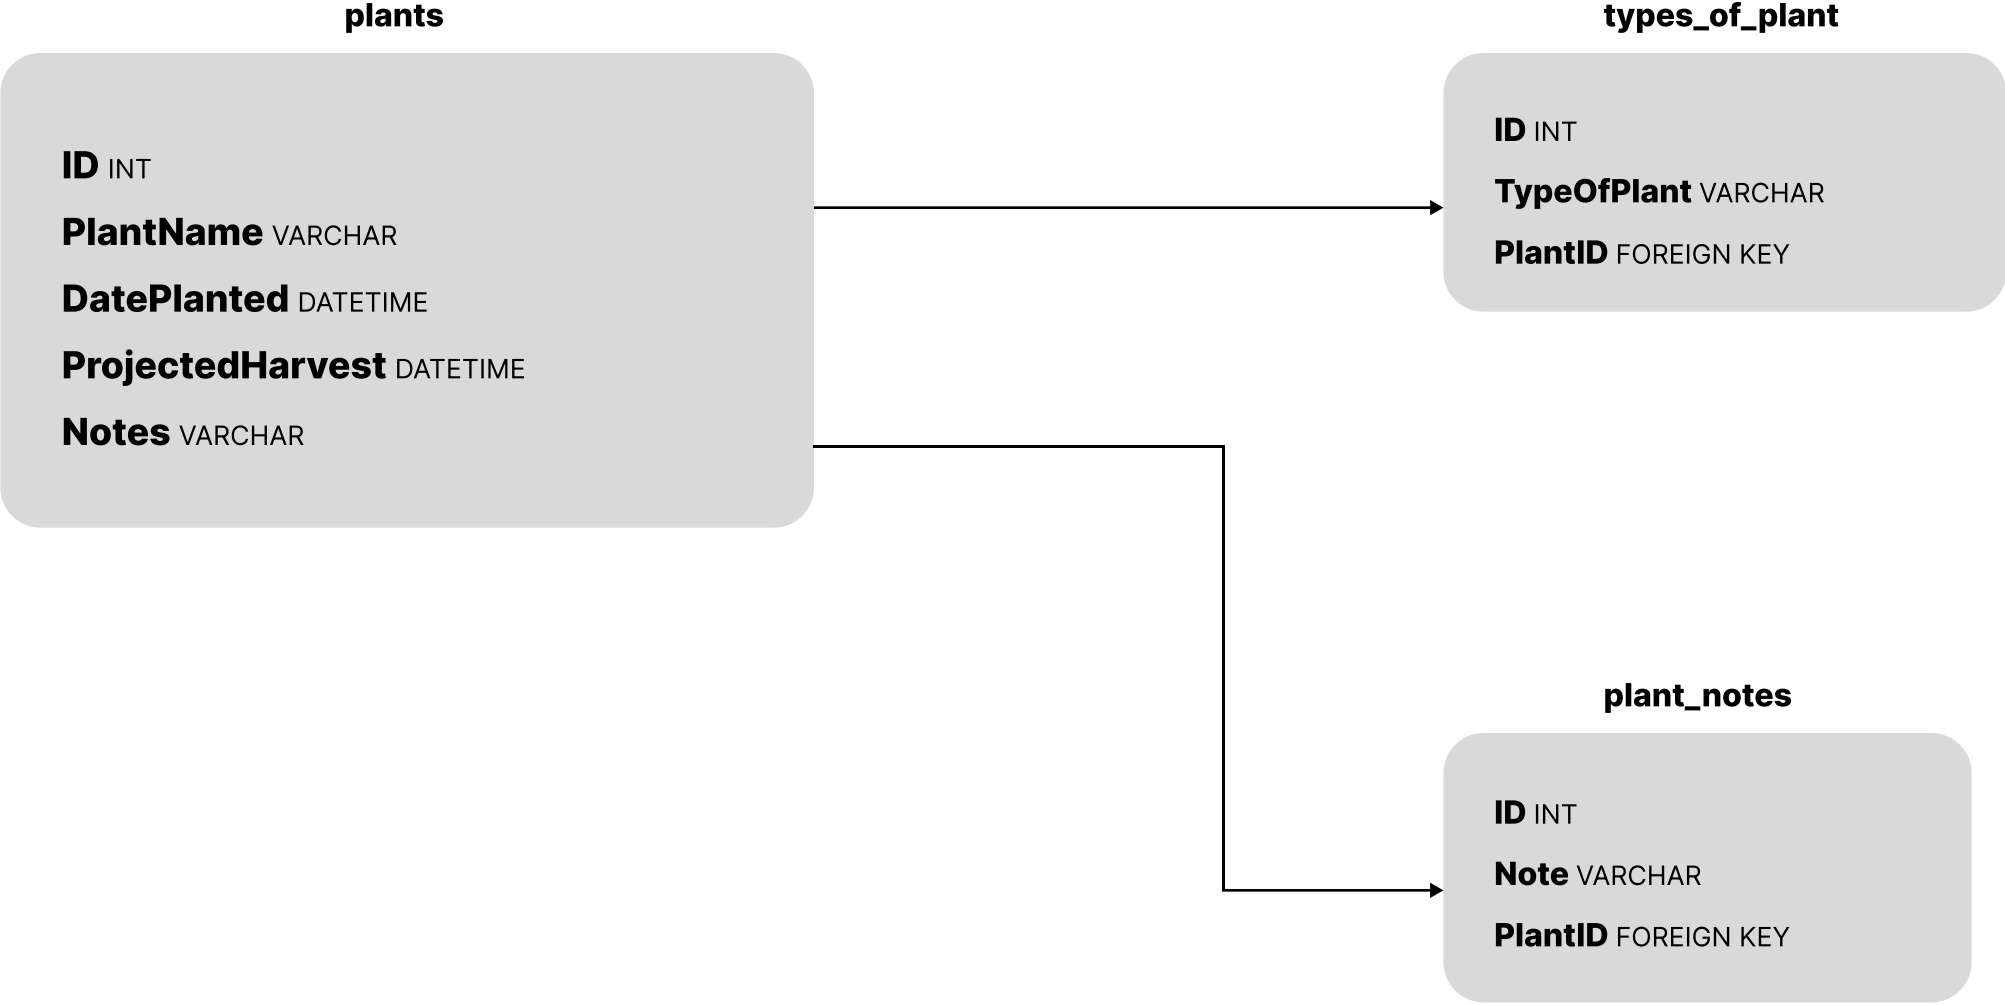 plants
ID INT
PlantName VARCHAR
DatePlanted DATETIME
ProjectedHarvest DATETIME
Notes VARCHAR
types_of_plant
ID INT
TypeOfPlant VARCHAR
PlantID FOREIGN KEY
plant_notes
ID INT
Note VARCHAR
PlantID FOREIGN KEY